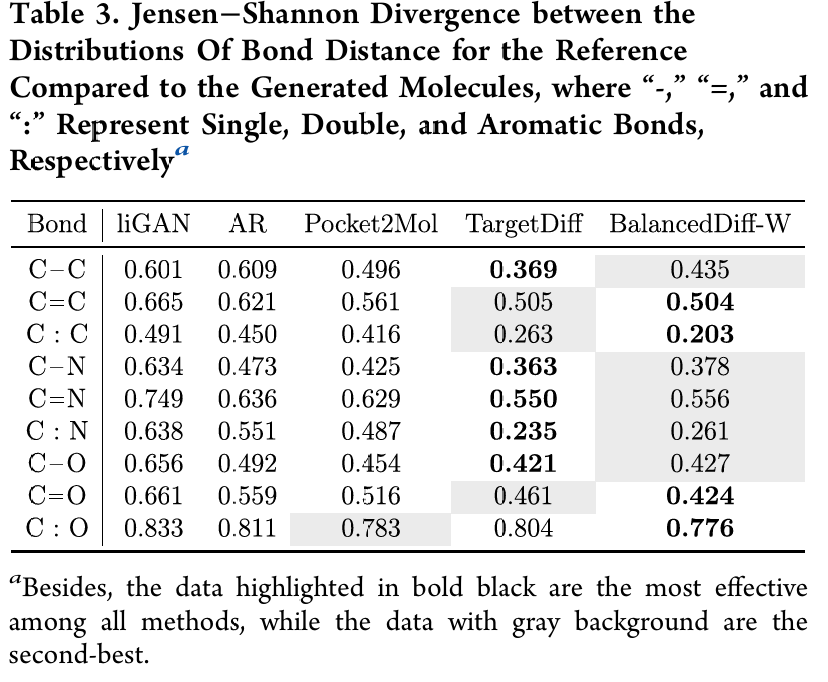 Table 3. Jensen−Shannon Divergence between the
Distributions Of Bond Distance for the Reference
Compared to the Generated Molecules, where “-,” “=,” and
“:” Represent Single, Double, and Aromatic Bonds,
Respectivelyᵃ
Bond liGAN AR Pocket2Mol TargetDiff BalancedDiff-W
C−C 0.601 0.609 0.496 0.369 0.435
C=C 0.665 0.621 0.561 0.505 0.504
C : C 0.491 0.450 0.416 0.263 0.203
C−N 0.634 0.473 0.425 0.363 0.378
C=N 0.749 0.636 0.629 0.550 0.556
C : N 0.638 0.551 0.487 0.235 0.261
C−O 0.656 0.492 0.454 0.421 0.427
C=O 0.661 0.559 0.516 0.461 0.424
C : O 0.833 0.811 0.783 0.804 0.776
ᵃBesides, the data highlighted in bold black are the most effective
among all methods, while the data with gray background are the
second-best.